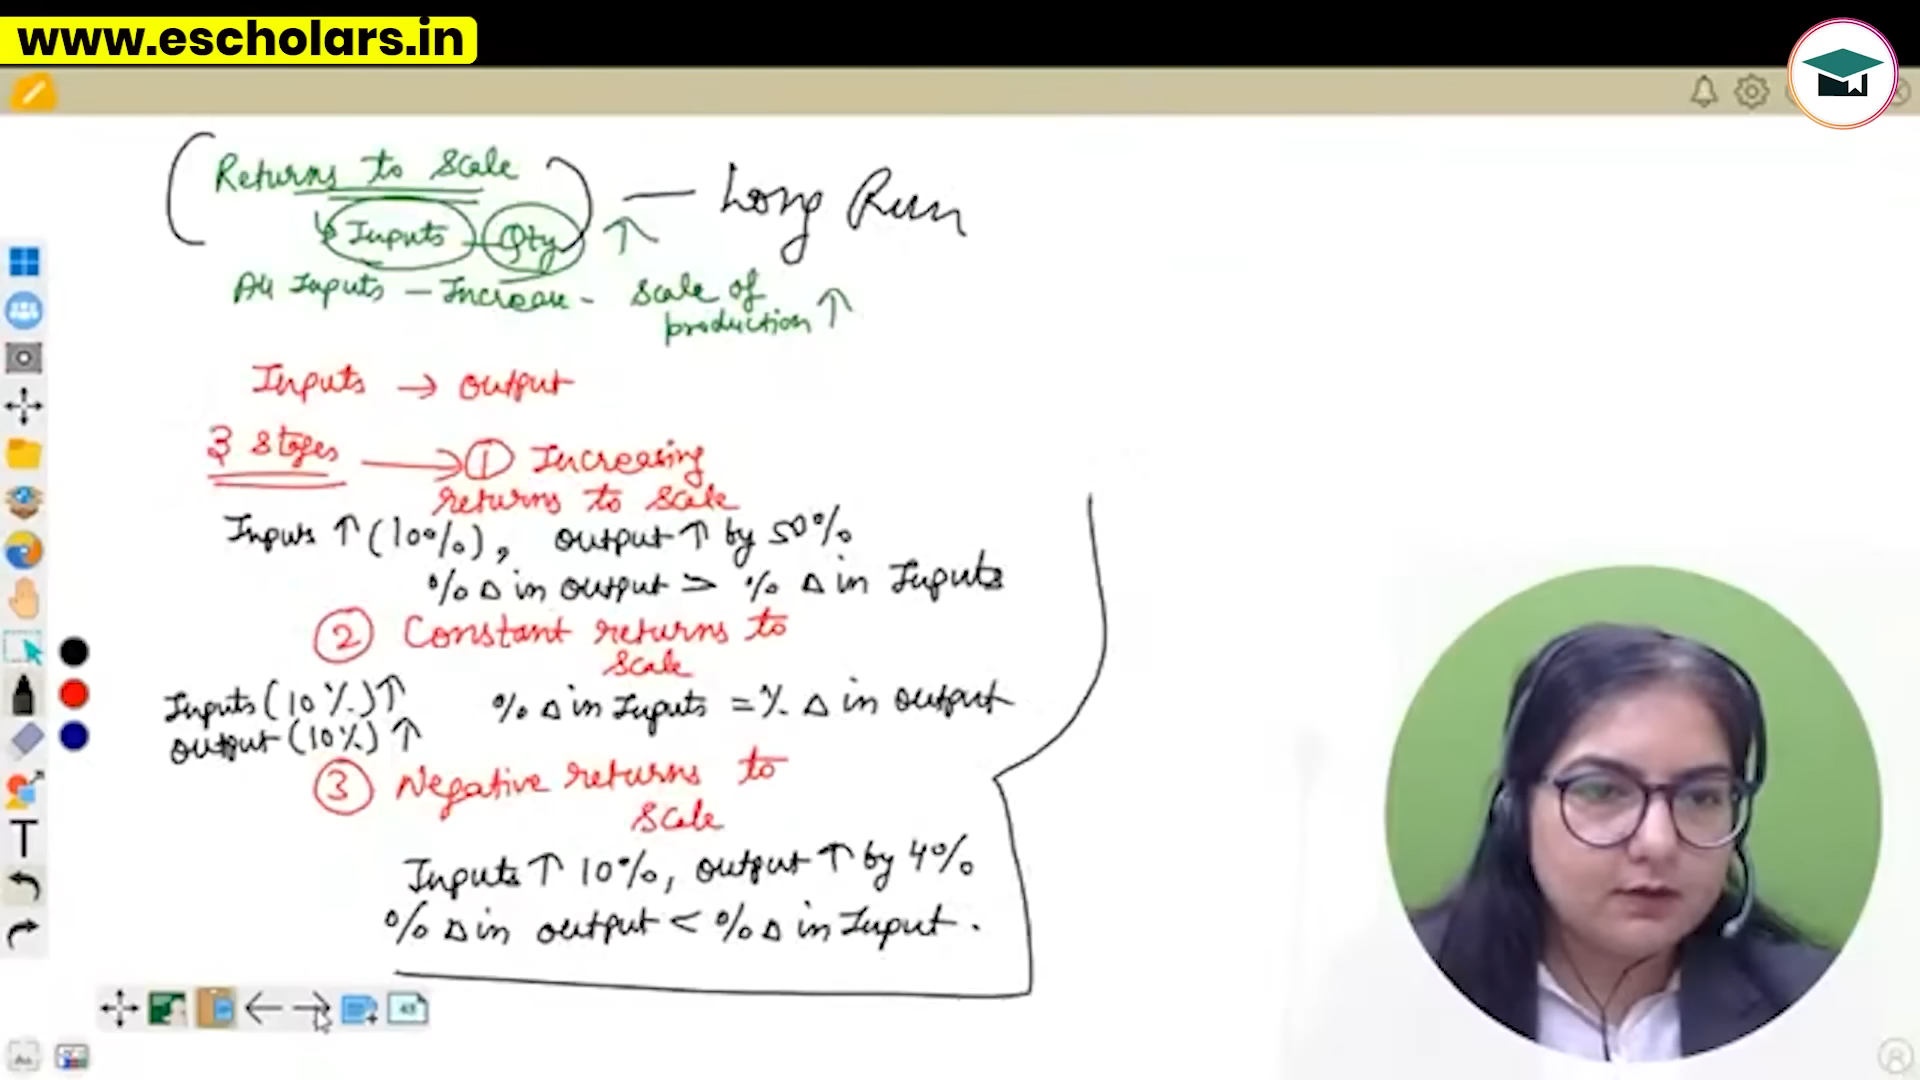 www.escholars.in
Returns to Scale — Long Run
Inputs — Qty ↑
All Inputs — Increase - Scale of
production ↑
Inputs → output
3 stages → ① Increasing
returns to scale
Inputs ↑ (10%), output ↑ by 50%
% Δ in output > % Δ in Inputs
② Constant returns to
scale
Inputs (10%) ↑ % Δ in Inputs = % Δ in output
output (10%) ↑
③ Negative returns to
scale
Inputs ↑ 10%, output ↑ by 4%
% Δ in output < % Δ in Input.
T